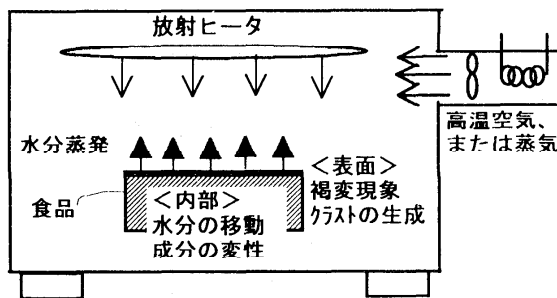 放射ヒータ
高温空気、
または蒸気
水分蒸発
＜表面＞
褐変現象
クラストの生成
食品
＜内部＞
水分の移動
成分の変性